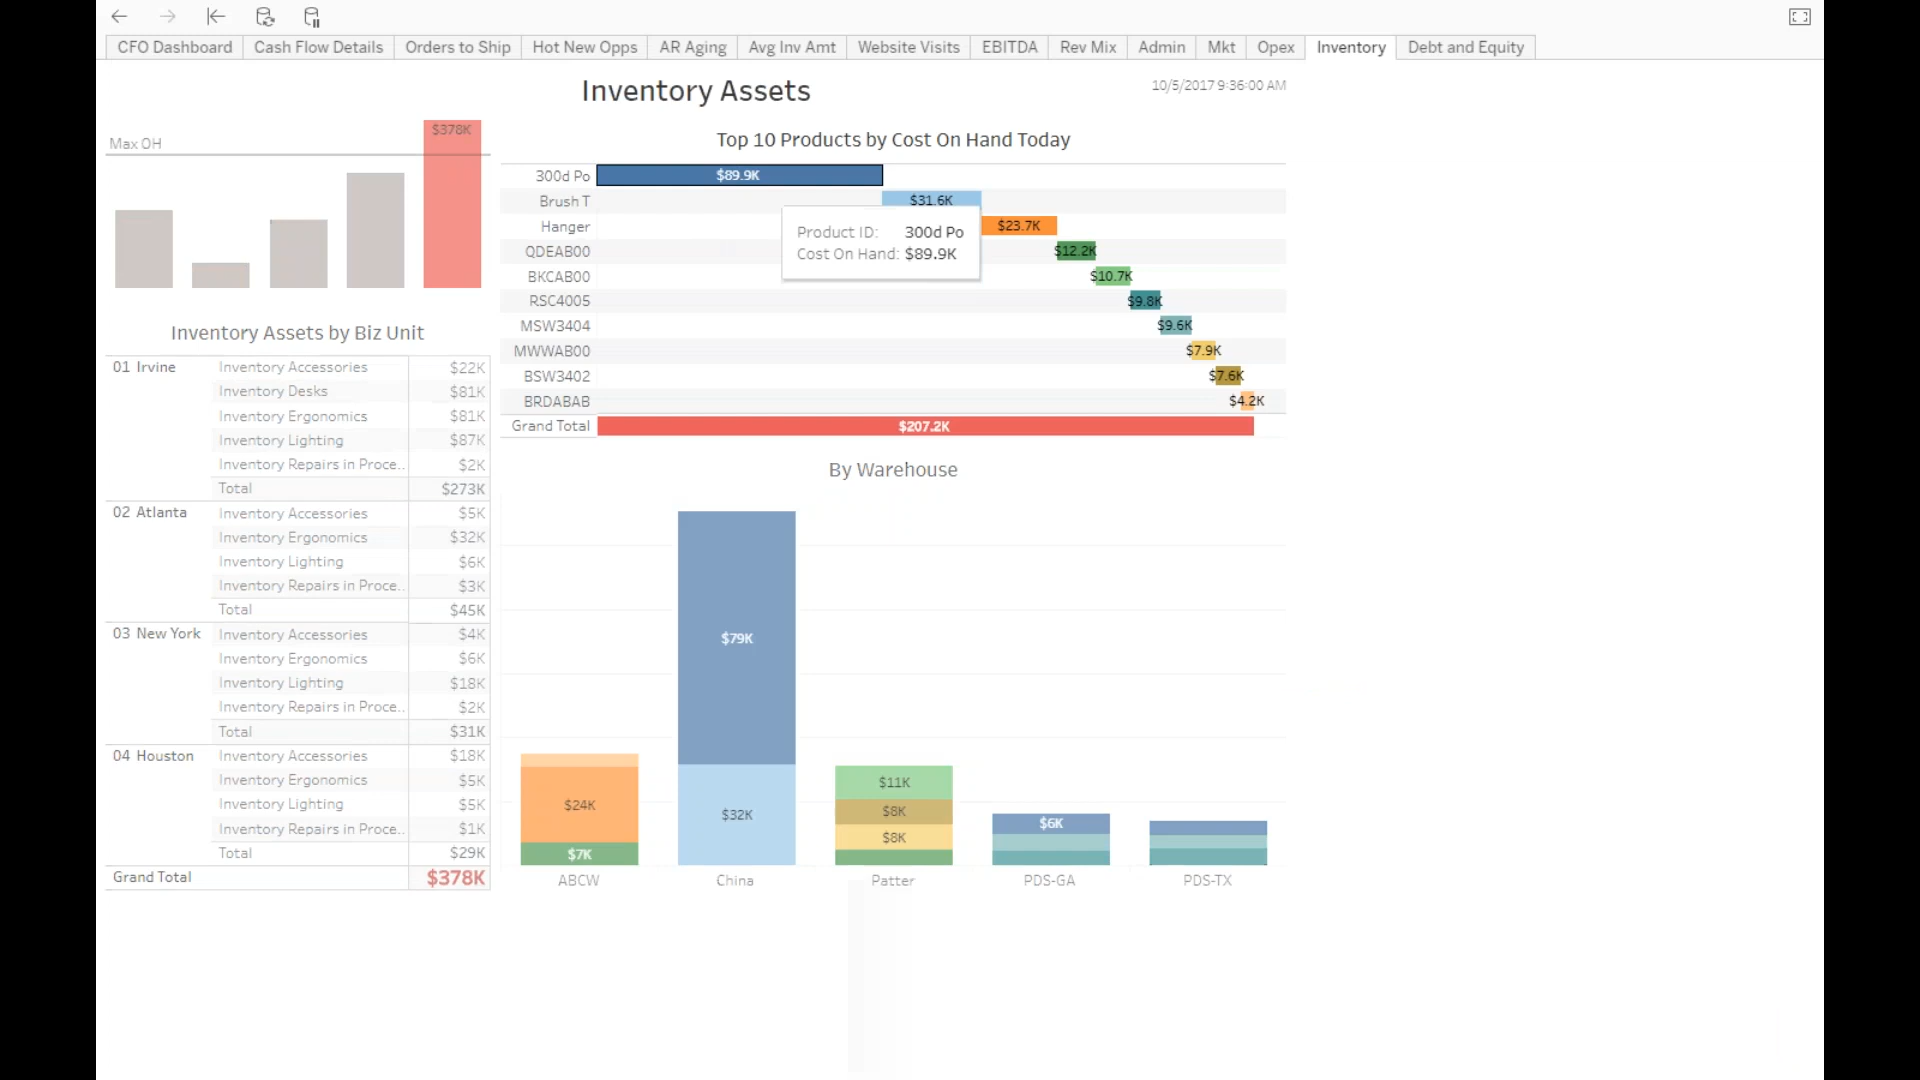 CFO Dashboard Cash Flow Details Orders to Ship Hot New Opps AR Aging Avg Inv Amt Website Visits EBITDA Rev Mix Admin Mkt Opex Inventory Debt and Equity
Inventory Assets
10/5/2017 9:36:00 AM
Max OH
$378K
Inventory Assets by Biz Unit
01 Irvine Inventory Accessories $22K
Inventory Desks $81K
Inventory Ergonomics $81K
Inventory Lighting $87K
Inventory Repairs in Proce.. $2K
Total $273K
02 Atlanta Inventory Accessories $5K
Inventory Ergonomics $32K
Inventory Lighting $6K
Inventory Repairs in Proce.. $3K
Total $45K
03 New York Inventory Accessories $4K
Inventory Ergonomics $6K
Inventory Lighting $18K
Inventory Repairs in Proce.. $2K
Total $31K
04 Houston Inventory Accessories $18K
Inventory Ergonomics $5K
Inventory Lighting $5K
Inventory Repairs in Proce.. $1K
Total $29K
Grand Total $378K
Top 10 Products by Cost On Hand Today
300d Po $89.9K
Brush T $31.6K
Hanger $23.7K
QDEAB00 $12.2K
BKCAB00 $10.7K
RSC4005 $9.8K
MSW3404 $9.6K
MWWAB00 $7.9K
BSW3402 $7.6K
BRDABAB $4.2K
Grand Total $207.2K
Product ID: 300d Po
Cost On Hand: $89.9K
By Warehouse
$24K
$7K
$79K
$32K
$11K
$8K
$8K
$6K
ABCW China Patter PDS-GA PDS-TX